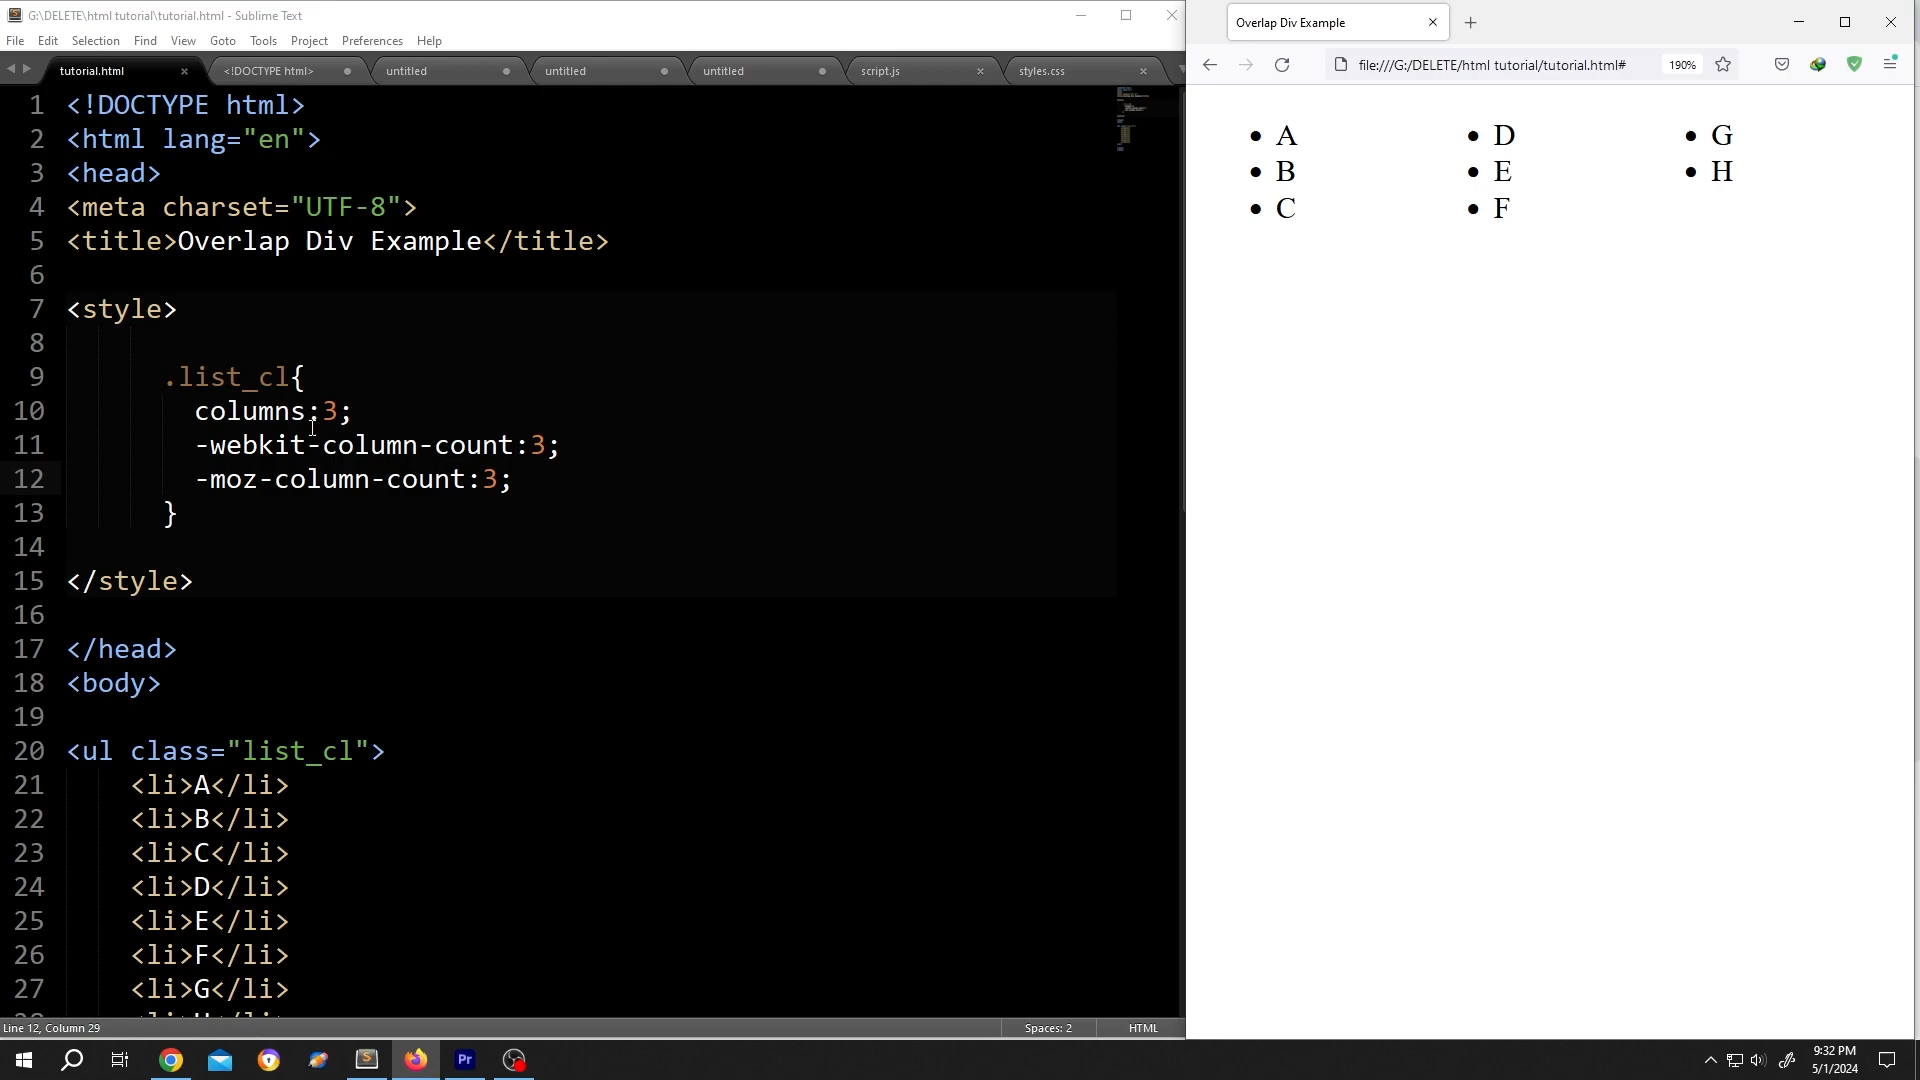 G:\DELETE\html tutorial\tutorial.html - Sublime Text
File Edit Selection Find View Goto Tools Project Preferences Help
tutorial.html <!DOCTYPE html> untitled untitled untitled script.js styles.css
1 <!DOCTYPE html>
2 <html lang="en">
3 <head>
4 <meta charset="UTF-8">
5 <title>Overlap Div Example</title>
6
7 <style>
8
9 .list_cl{
10 columns:3;
11 -webkit-column-count:3;
12 -moz-column-count:3;
13 }
14
15 </style>
16
17 </head>
18 <body>
19
20 <ul class="list_cl">
21 <li>A</li>
22 <li>B</li>
23 <li>C</li>
24 <li>D</li>
25 <li>E</li>
26 <li>F</li>
27 <li>G</li>
Line 12, Column 29 Spaces: 2 HTML
Overlap Div Example
file:///G:/DELETE/html tutorial/tutorial.html# 190%
A
B
C
D
E
F
G
H
S Pr
9:32 PM
5/1/2024